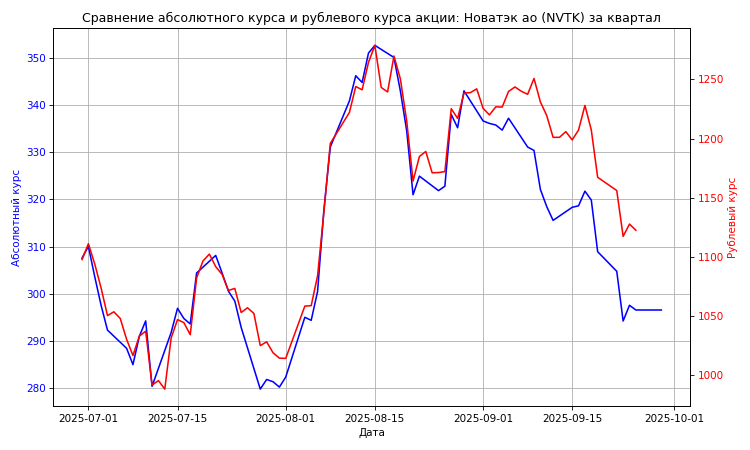 Сравнение абсолютного курса и рублевого курса акции: Новатэк ао (NVTK) за квартал
350
340
330
320
310
300
290
280
Абсолютный курс
1250
1200
1150
1100
1050
1000
Рублевый курс
2025-07-01 2025-07-15 2025-08-01 2025-08-15 2025-09-01 2025-09-15 2025-10-01
Дата